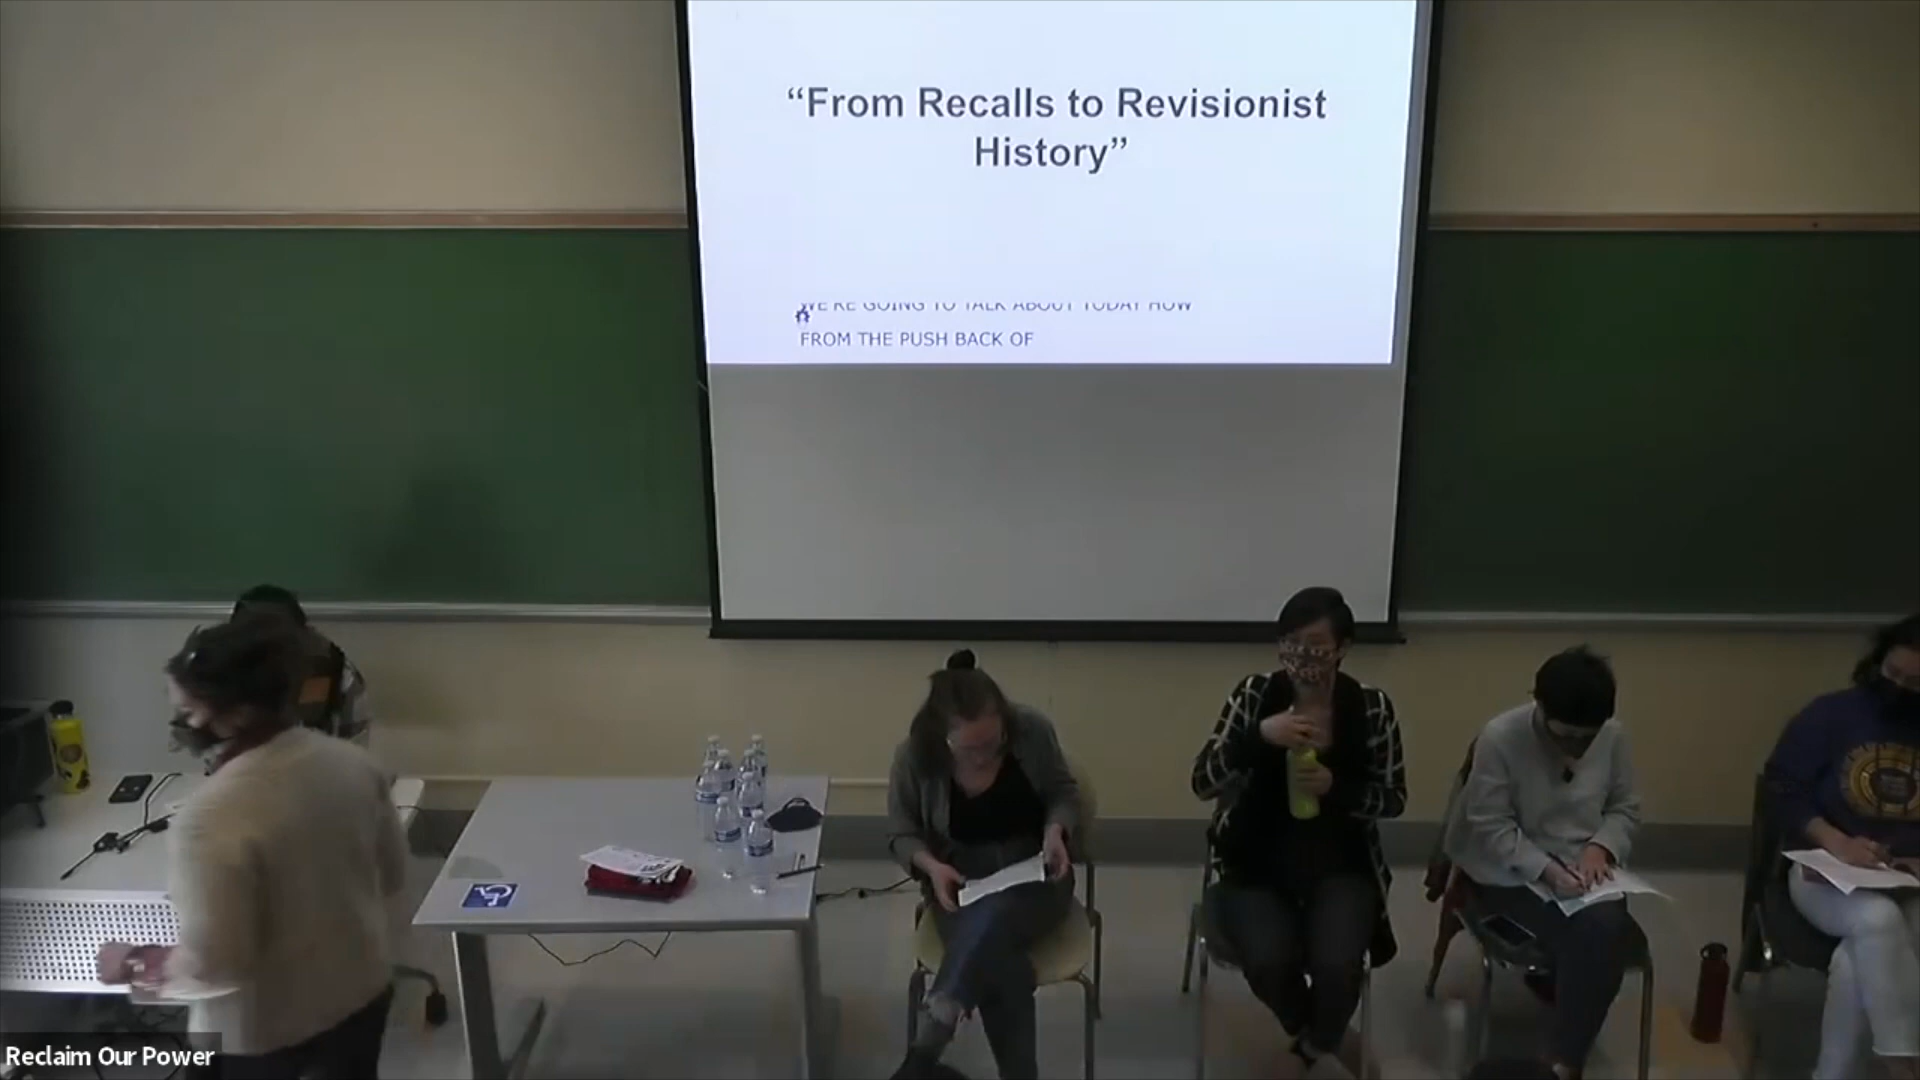 “From Recalls to Revisionist
History”
WE'RE GOING TO TALK ABOUT TODAY HOW
FROM THE PUSH BACK OF
Reclaim Our Power